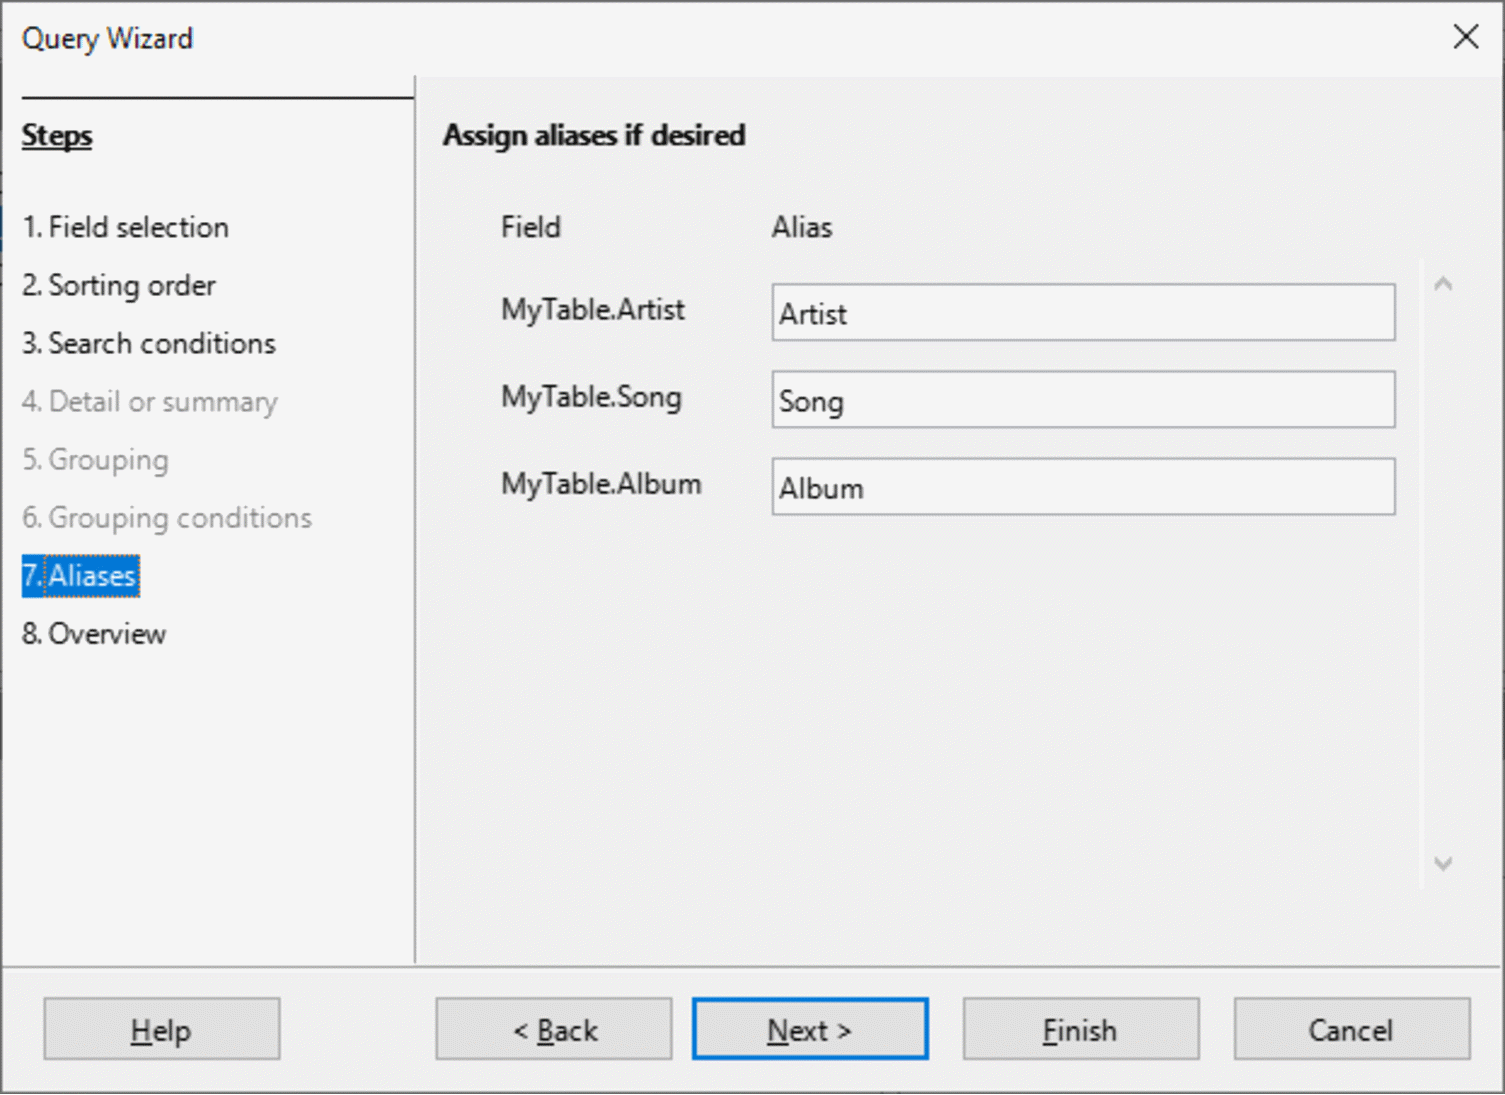 Query Wizard
Steps
1. Field selection
2. Sorting order
3. Search conditions
4. Detail or summary
5. Grouping
6. Grouping conditions
7. Aliases
8. Overview
Assign aliases if desired
Field Alias
MyTable.Artist Artist
MyTable.Song Song
MyTable.Album Album
Help < Back Next > Finish Cancel